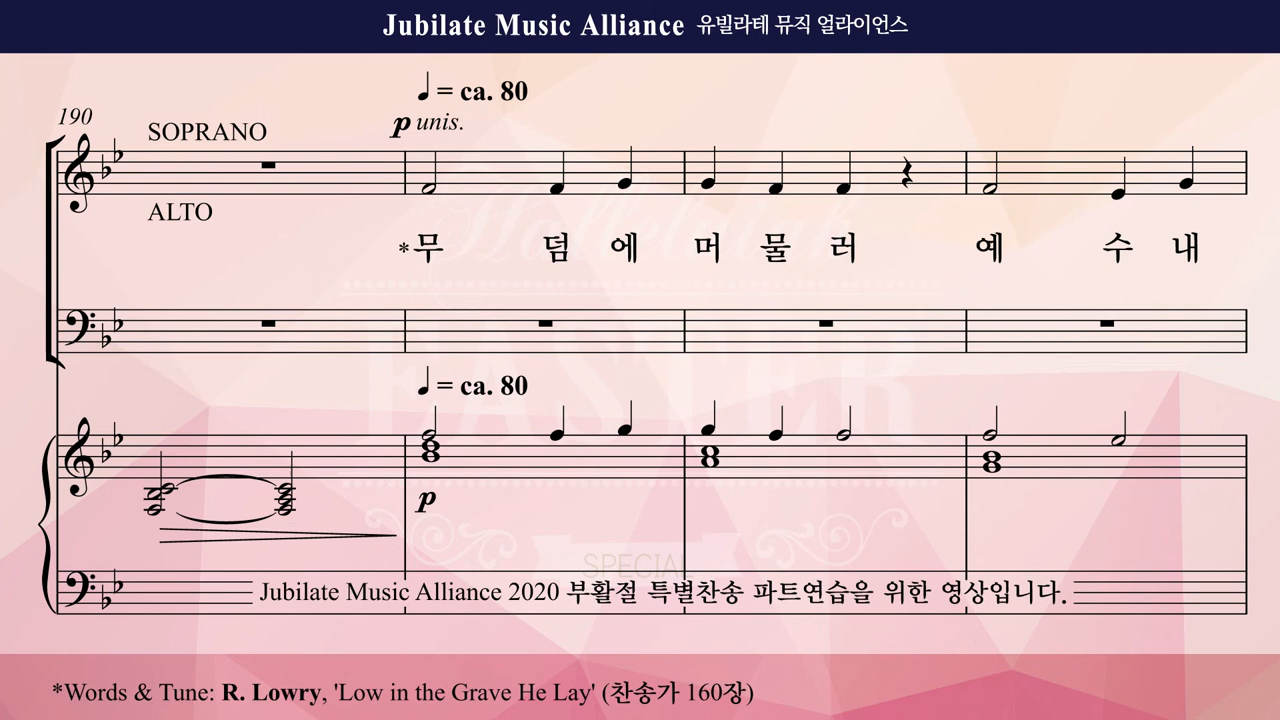 Jubilate Music Alliance 유빌라테 뮤직 얼라이언스
♩ = ca. 80
190
p unis.
SOPRANO
ALTO
*무 덤 에 머 물 러 예 수 내
Hallelujah
EASTER
♩ = ca. 80
p
SPECIAL
Jubilate Music Alliance 2020 부활절 특별찬송 파트연습을 위한 영상입니다.
*Words & Tune: R. Lowry, 'Low in the Grave He Lay' (찬송가 160장)